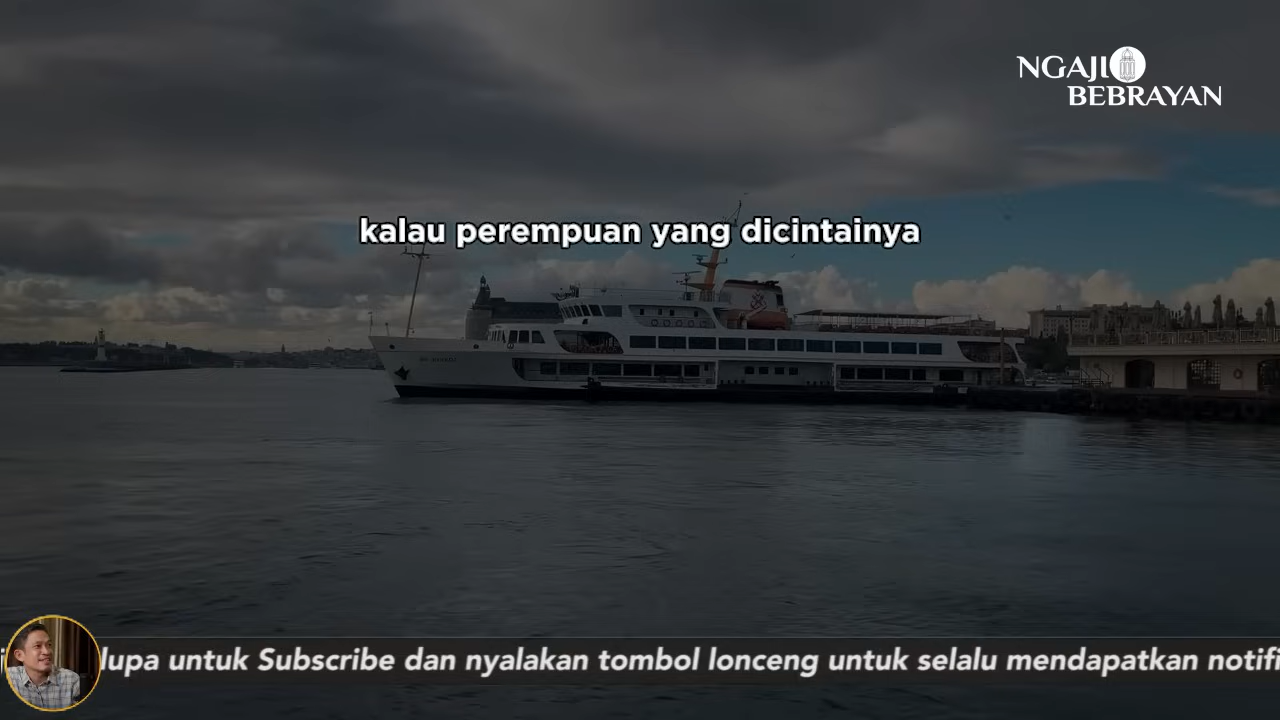 NGAJI
BEBRAYAN
kalau perempuan yang dicintainya
lupa untuk Subscribe dan nyalakan tombol lonceng untuk selalu mendapatkan notifi